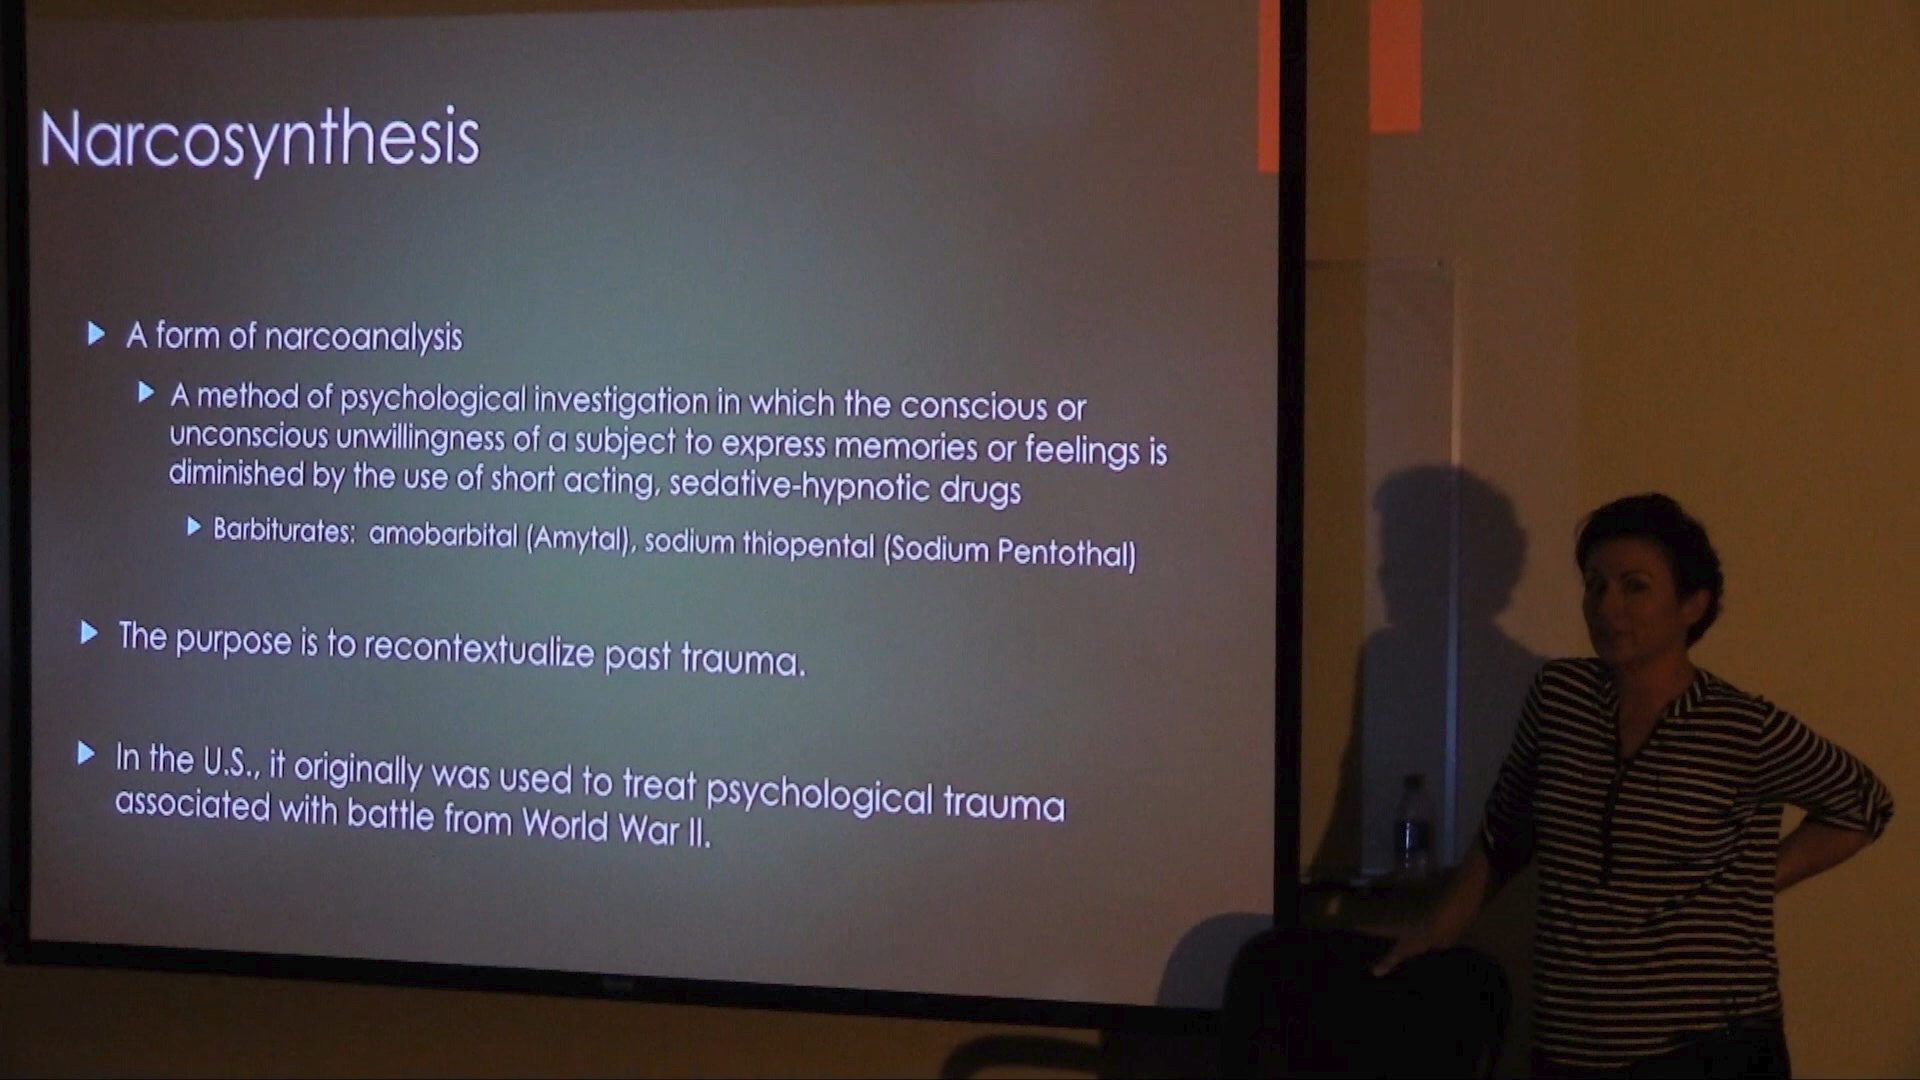 Narcosynthesis
A form of narcoanalysis
A method of psychological investigation in which the conscious or
unconscious unwillingness of a subject to express memories or feelings is
diminished by the use of short acting, sedative-hypnotic drugs
Barbiturates: amobarbital (Amytal), sodium thiopental (Sodium Pentothal)
The purpose is to recontextualize past trauma.
In the U.S., it originally was used to treat psychological trauma
associated with battle from World War II.